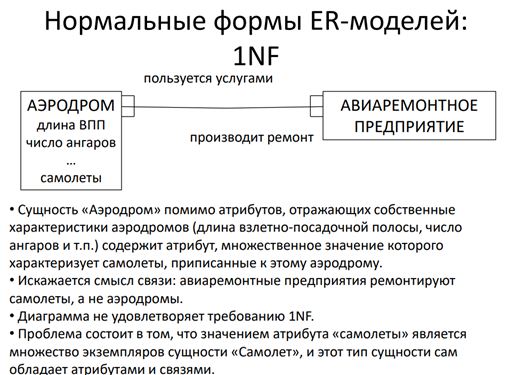 Нормальные формы ER-моделей:
1NF
пользуется услугами
АЭРОДРОМ
длина ВПП
число ангаров
...
самолеты
АВИАРЕМОНТНОЕ
ПРЕДПРИЯТИЕ
производит ремонт
• Сущность «Аэродром» помимо атрибутов, отражающих собственные
характеристики аэродромов (длина взлетно-посадочной полосы, число
ангаров и т.п.) содержит атрибут, множественное значение которого
характеризует самолеты, приписанные к этому аэродрому.
• Искажается смысл связи: авиаремонтные предприятия ремонтируют
самолеты, а не аэродромы.
• Диаграмма не удовлетворяет требованию 1NF.
• Проблема состоит в том, что значением атрибута «самолеты» является
множество экземпляров сущности «Самолет», и этот тип сущности сам
обладает атрибутами и связями.